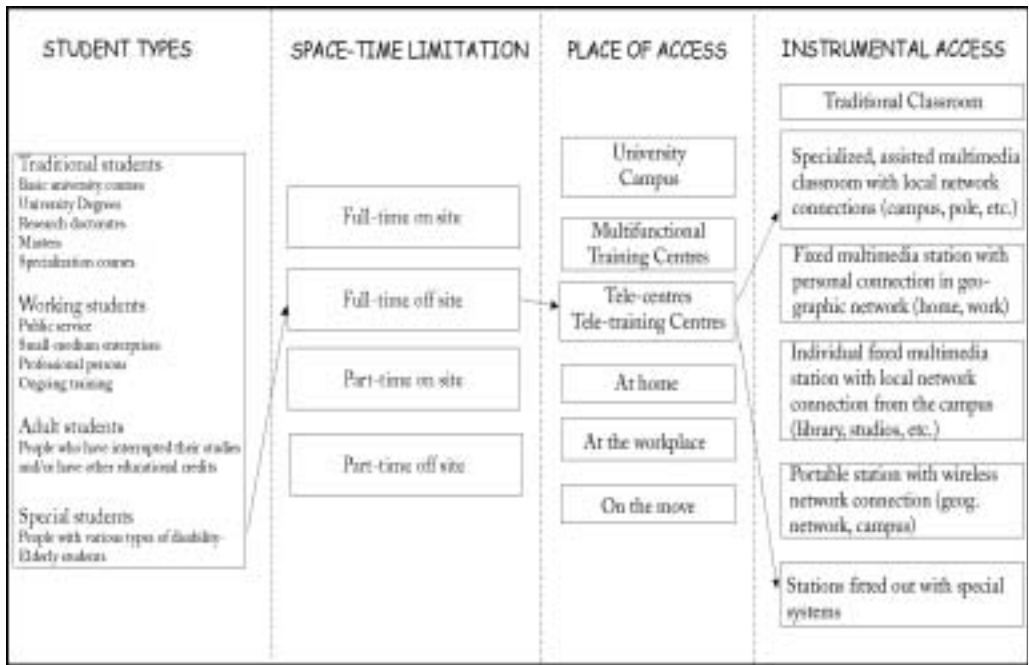 STUDENT TYPES
Traditional students
Basic university courses
University Degrees
Research doctorates
Masters
Specialization courses
Working students
Public service
Small-medium enterprises
Professional persons
Ongoing training
Adult students
People who have interrupted their studies
and/or have other educational credits
Special students
People with various types of disability-
Elderly students
SPACE-TIME LIMITATION
Full-time on site
Full-time off site
Part-time on site
Part-time off site
PLACE OF ACCESS
University
Campus
Multifunctional
Training Centres
Tele-centres
Tele-training Centres
At home
At the workplace
On the move
INSTRUMENTAL ACCESS
Traditional Classroom
Specialized, assisted multimedia
classroom with local network
connections (campus, pole, etc.)
Fixed multimedia station with
personal connection in geo-
graphic network (home, work)
Individual fixed multimedia
station with local network
connection from the campus
(library, studios, etc.)
Portable station with wireless
network connection (geog.
network, campus)
Stations fitted out with special
systems